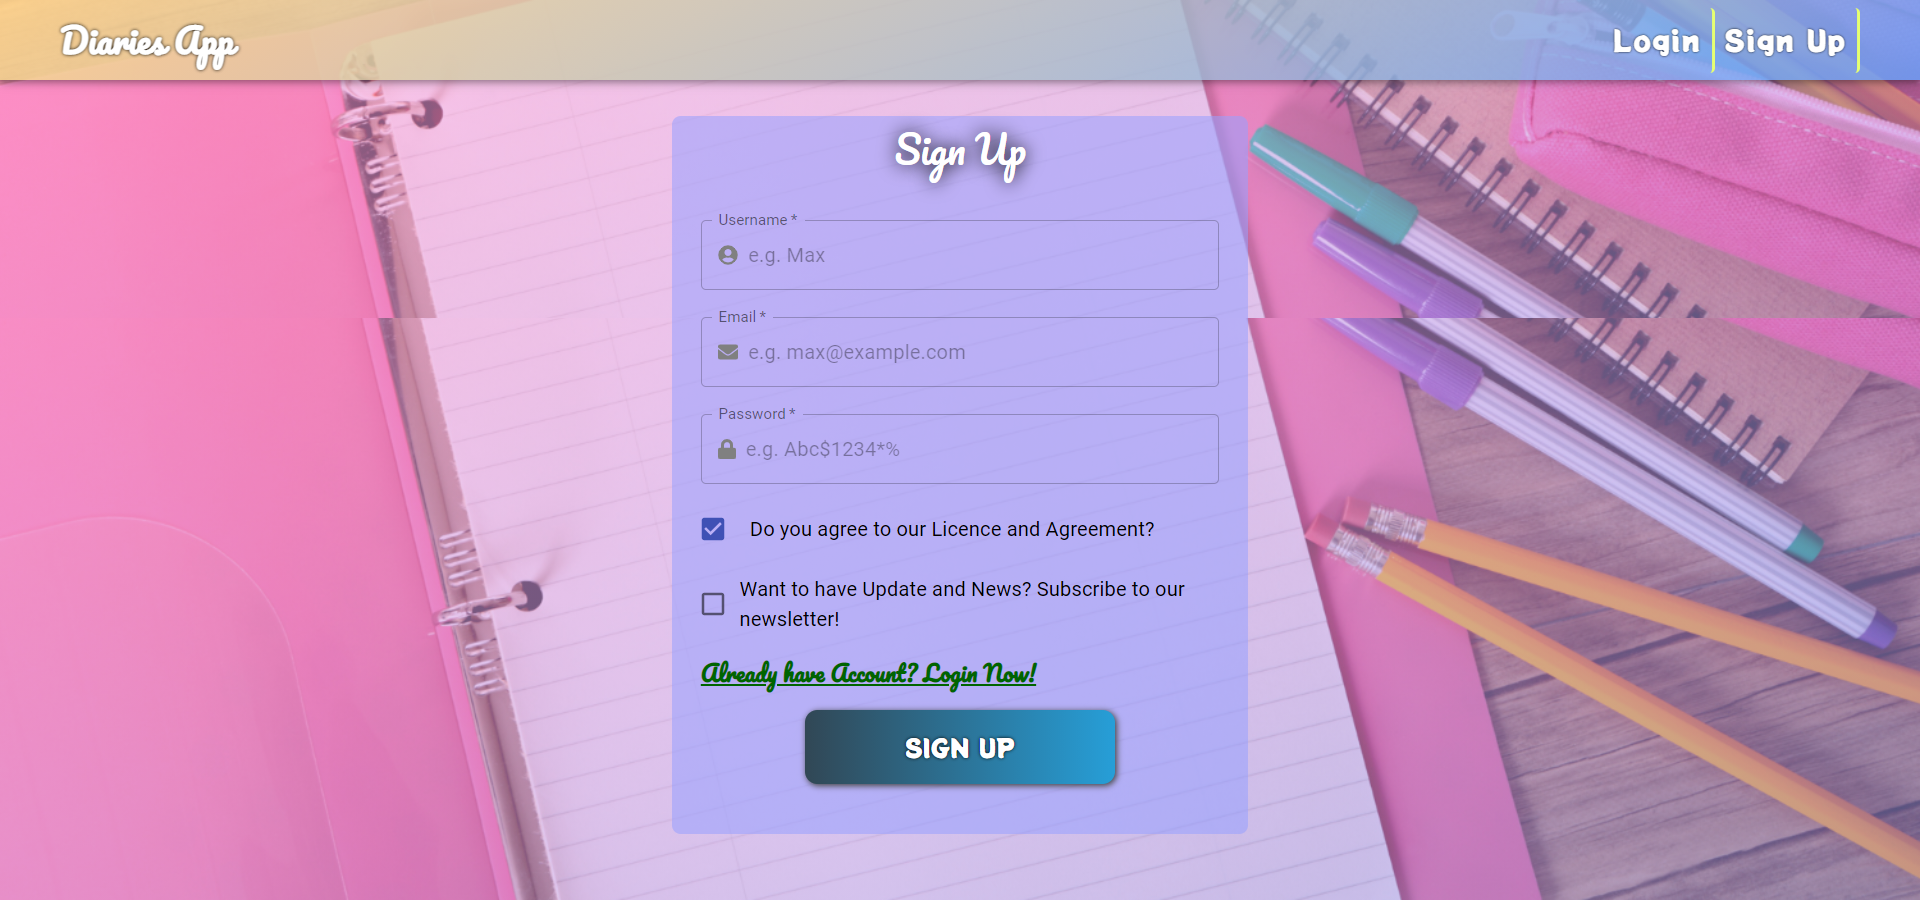 Diaries App
Login
Sign Up
Sign Up
Username *
e.g. Max
Email *
e.g. max@example.com
Password *
e.g. Abc$1234*%
Do you agree to our Licence and Agreement?
Want to have Update and News? Subscribe to our
newsletter!
Already have Account? Login Now!
SIGN UP